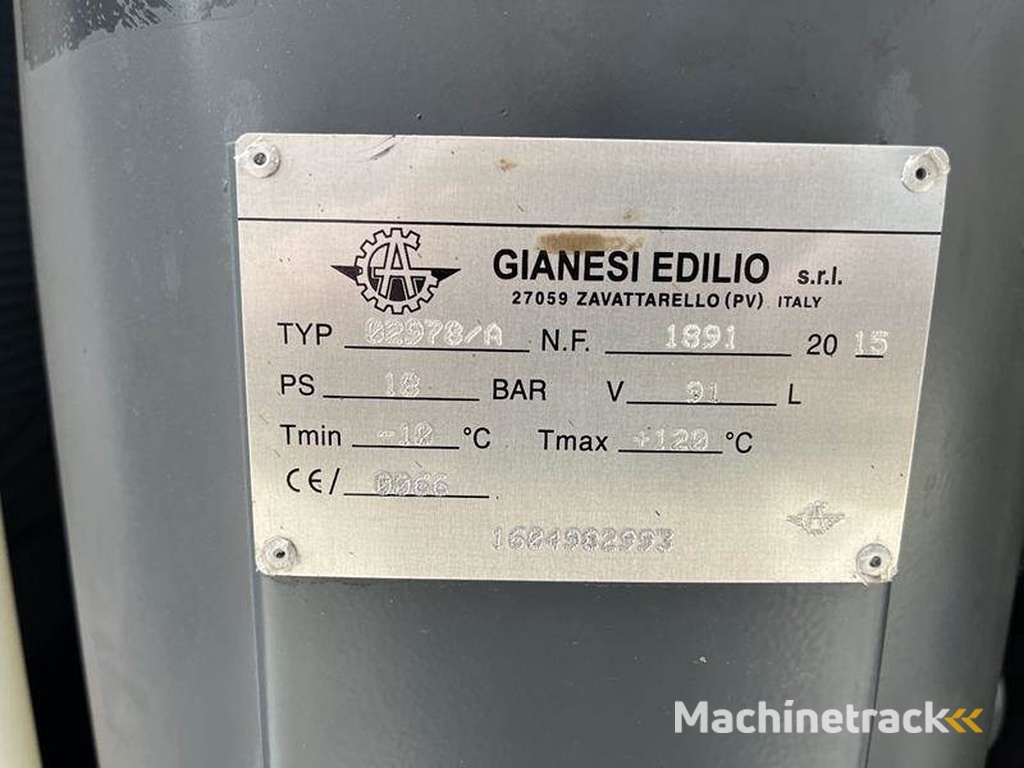 GIANESI EDILIO s.r.l.
27059 ZAVATTARELLO (PV) ITALY
TYP 02978/A N.F. 1891 20 15
PS BAR V 91 L
Tmin -10 °C Tmax +120 °C
CE/ 0066
1604982993
Machinetrack